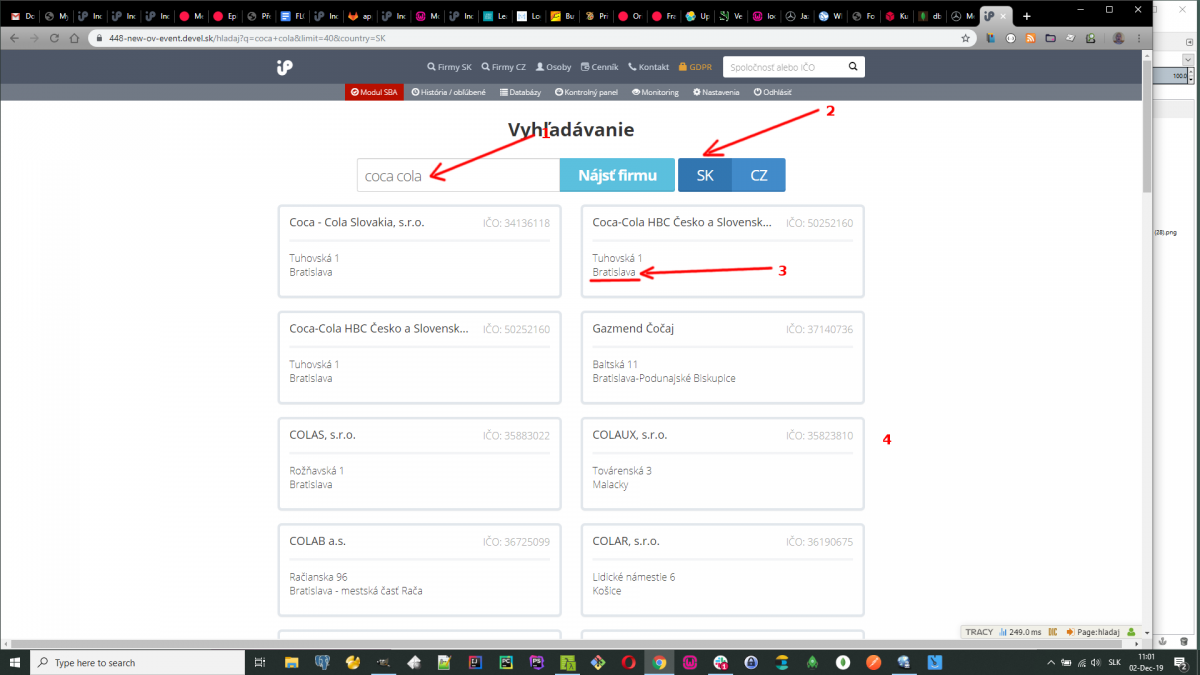 448-new-ov-event.devel.sk/hladaj?q=coca+cola&limit=40&country=SK
Firmy SK Firmy CZ Osoby Cenník Kontakt GDPR Spoločnosť alebo IČO
Modul SBA História / obľúbené Databázy Kontrolný panel Monitoring Nastavenia Odhlásiť
2
Vyhľadávanie
1
coca cola Nájsť firmu SK CZ
Coca - Cola Slovakia, s.r.o. IČO: 34136118
Tuhovská 1
Bratislava
Coca-Cola HBC Česko a Slovensk... IČO: 50252160
Tuhovská 1
Bratislava
3
Coca-Cola HBC Česko a Slovensk... IČO: 50252160
Tuhovská 1
Bratislava
Gazmend Čočaj IČO: 37140736
Baltská 11
Bratislava-Podunajské Biskupice
COLAS, s.r.o. IČO: 35883022
Rožňavská 1
Bratislava
COLAUX, s.r.o. IČO: 35823810
Továrenská 3
Malacky
4
COLAB a.s. IČO: 36725099
Račianska 96
Bratislava - mestská časť Rača
COLAR, s.r.o. IČO: 36190675
Lidické námestie 6
Košice
100.0
(28).png
TRACY 249.0 ms Page:hladaj
Type here to search
SLK
11:01
02-Dec-19
2